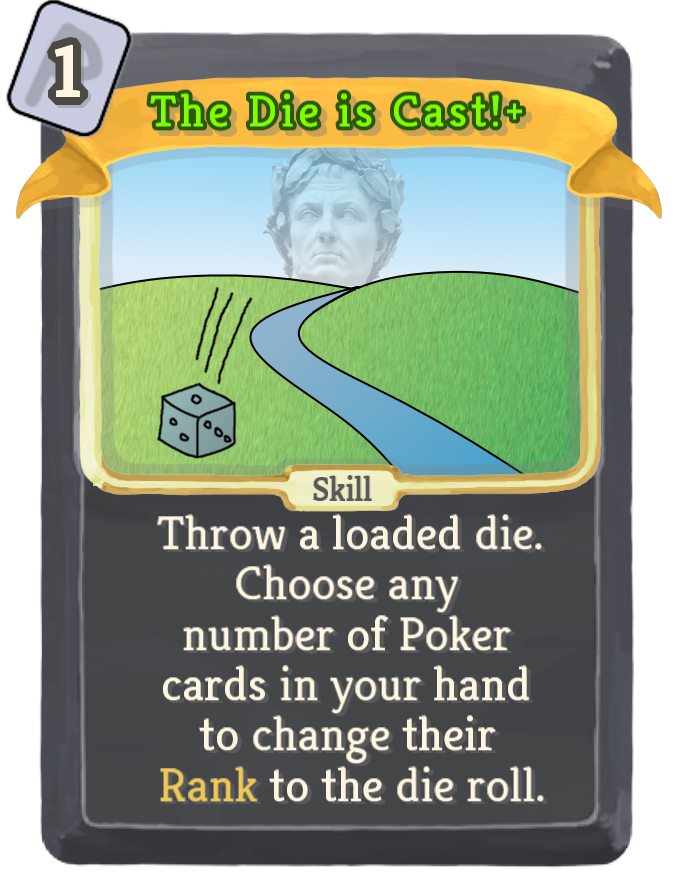 1
The Die is Cast!+
Skill
Throw a loaded die.
Choose any
number of Poker
cards in your hand
to change their
Rank to the die roll.